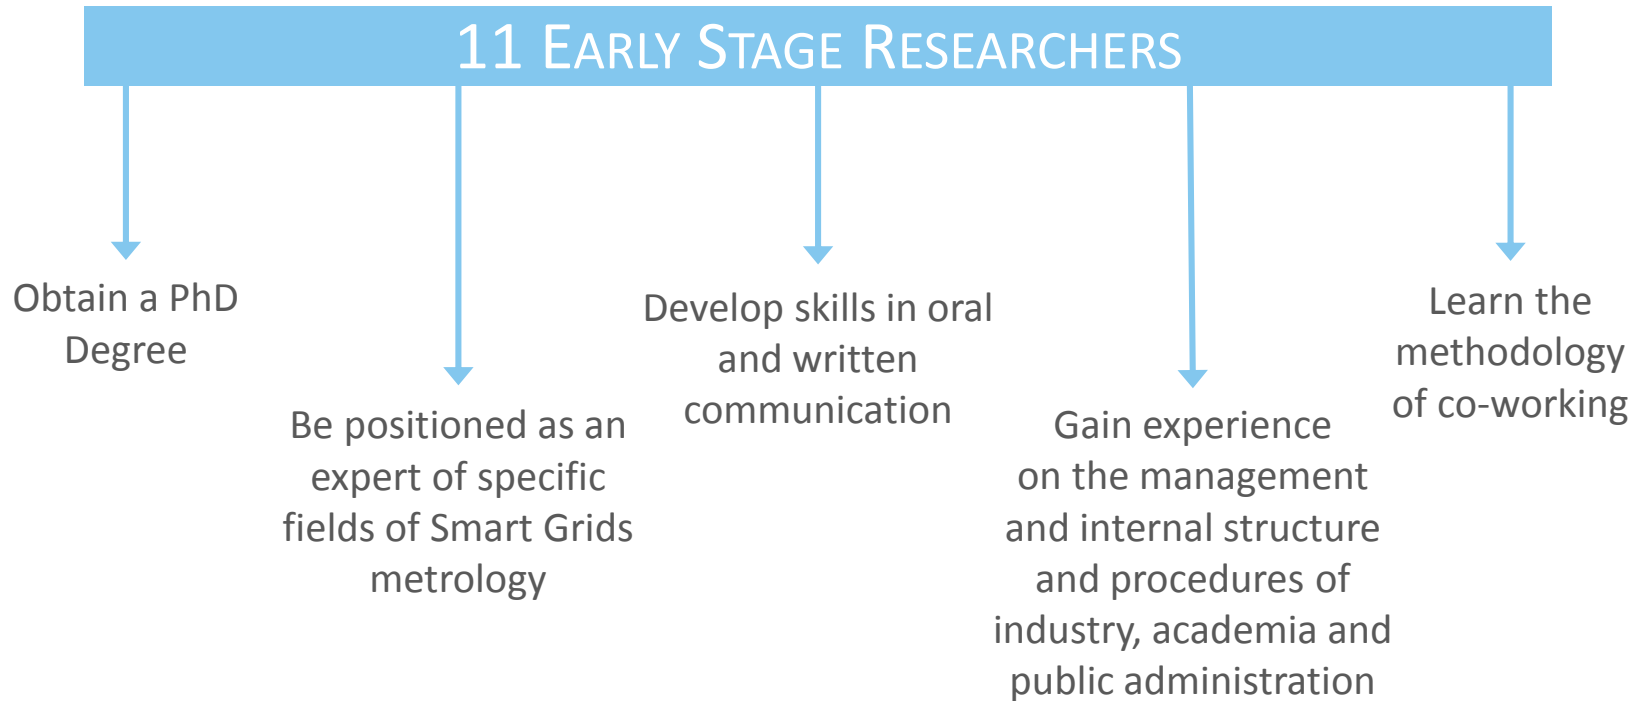 11 EARLY STAGE RESEARCHERS
Obtain a PhD
Degree
Be positioned as an
expert of specific
fields of Smart Grids
metrology
Develop skills in oral
and written
communication
Gain experience
on the management
and internal structure
and procedures of
industry, academia and
public administration
Learn the
methodology
of co-working